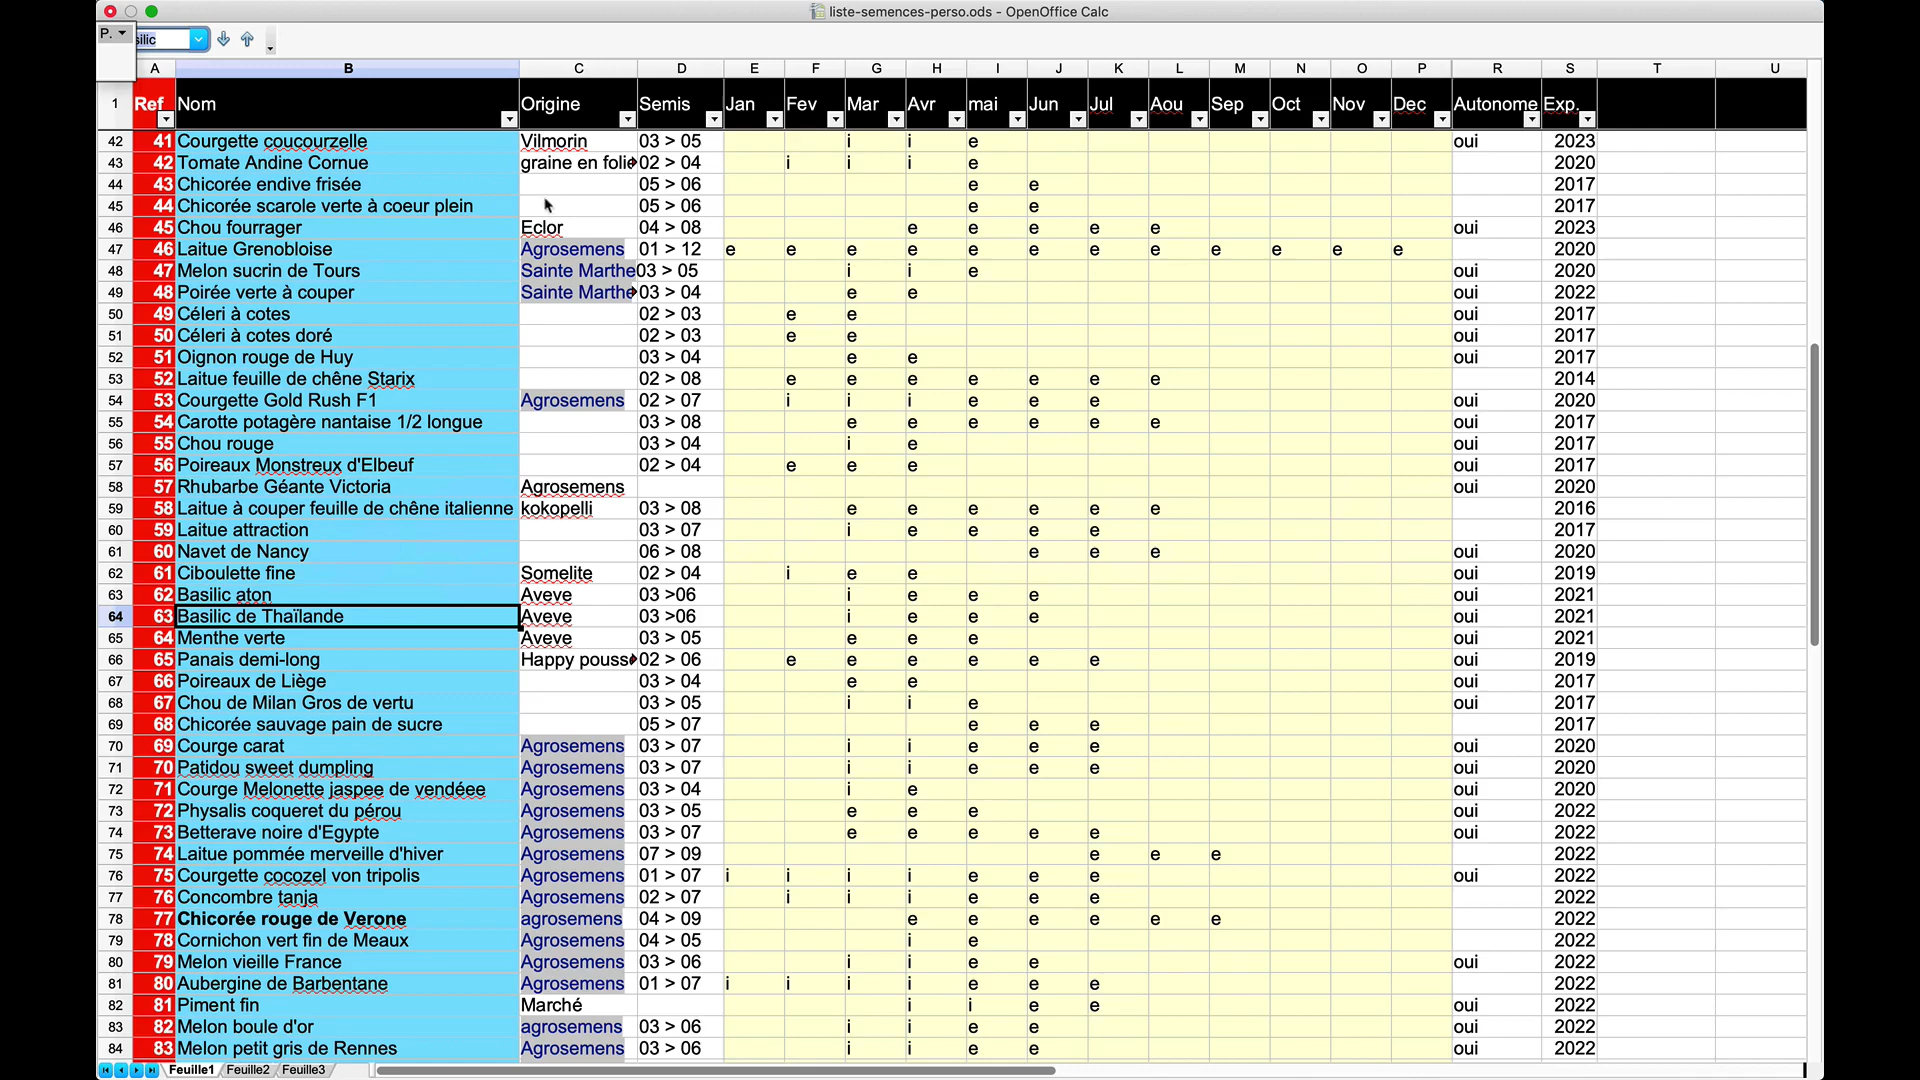 liste-semences-perso.ods - OpenOffice Calc
P. silic
A B C D E F G H I J K L M N O P R S T U
1 Ref Nom Origine Semis Jan Fev Mar Avr mai Jun Jul Aou Sep Oct Nov Dec Autonome Exp.
42 41 Courgette coucourzelle Vilmorin 03 > 05 i i e oui 2023
43 42 Tomate Andine Cornue graine en folie 02 > 04 i i i e 2020
44 43 Chicorée endive frisée 05 > 06 e e 2017
45 44 Chicorée scarole verte à coeur plein 05 > 06 e e 2017
46 45 Chou fourrager Eclor 04 > 08 e e e e e oui 2023
47 46 Laitue Grenobloise Agrosemens 01 > 12 e e e e e e e e e e e e 2020
48 47 Melon sucrin de Tours Sainte Marthe 03 > 05 i i e oui 2020
49 48 Poirée verte à couper Sainte Marthe 03 > 04 e e oui 2022
50 49 Céleri à cotes 02 > 03 e e oui 2017
51 50 Céleri à cotes doré 02 > 03 e e oui 2017
52 51 Oignon rouge de Huy 03 > 04 e e oui 2017
53 52 Laitue feuille de chêne Starix 02 > 08 e e e e e e e 2014
54 53 Courgette Gold Rush F1 Agrosemens 02 > 07 i i i e e e oui 2020
55 54 Carotte potagère nantaise 1/2 longue 03 > 08 e e e e e e oui 2017
56 55 Chou rouge 03 > 04 i e oui 2017
57 56 Poireaux Monstreux d'Elbeuf 02 > 04 e e e oui 2017
58 57 Rhubarbe Géante Victoria Agrosemens oui 2020
59 58 Laitue à couper feuille de chêne italienne kokopelli 03 > 08 e e e e e e 2016
60 59 Laitue attraction 03 > 07 i e e e e 2017
61 60 Navet de Nancy 06 > 08 e e e oui 2020
62 61 Ciboulette fine Somelite 02 > 04 i e e oui 2019
63 62 Basilic aton Aveve 03 >06 i e e e oui 2021
64 63 Basilic de Thaïlande Aveve 03 >06 i e e e oui 2021
65 64 Menthe verte Aveve 03 > 05 e e e oui 2021
66 65 Panais demi-long Happy pousse 02 > 06 e e e e e e oui 2019
67 66 Poireaux de Liège 03 > 04 e e oui 2017
68 67 Chou de Milan Gros de vertu 03 > 05 i i e oui 2017
69 68 Chicorée sauvage pain de sucre 05 > 07 e e e 2017
70 69 Courge carat Agrosemens 03 > 07 i i e e e oui 2020
71 70 Patidou sweet dumpling Agrosemens 03 > 07 i i e e e oui 2020
72 71 Courge Melonette jaspee de vendéee Agrosemens 03 > 04 i e oui 2020
73 72 Physalis coqueret du pérou Agrosemens 03 > 05 e e e oui 2022
74 73 Betterave noire d'Egypte Agrosemens 03 > 07 e e e e e oui 2022
75 74 Laitue pommée merveille d'hiver Agrosemens 07 > 09 e e e 2022
76 75 Courgette cocozel von tripolis Agrosemens 01 > 07 i i i i e e e oui 2022
77 76 Concombre tanja Agrosemens 02 > 07 i i i e e e 2022
78 77 Chicorée rouge de Verone agrosemens 04 > 09 e e e e e e 2022
79 78 Cornichon vert fin de Meaux Agrosemens 04 > 05 i e 2022
80 79 Melon vieille France Agrosemens 03 > 06 i i e e oui 2022
81 80 Aubergine de Barbentane Agrosemens 01 > 07 i i i i e e e 2022
82 81 Piment fin Marché i i e e oui 2022
83 82 Melon boule d'or agrosemens 03 > 06 i i e e oui 2022
84 83 Melon petit gris de Rennes Agrosemens 03 > 06 i i e e oui 2022
Feuille1 Feuille2 Feuille3